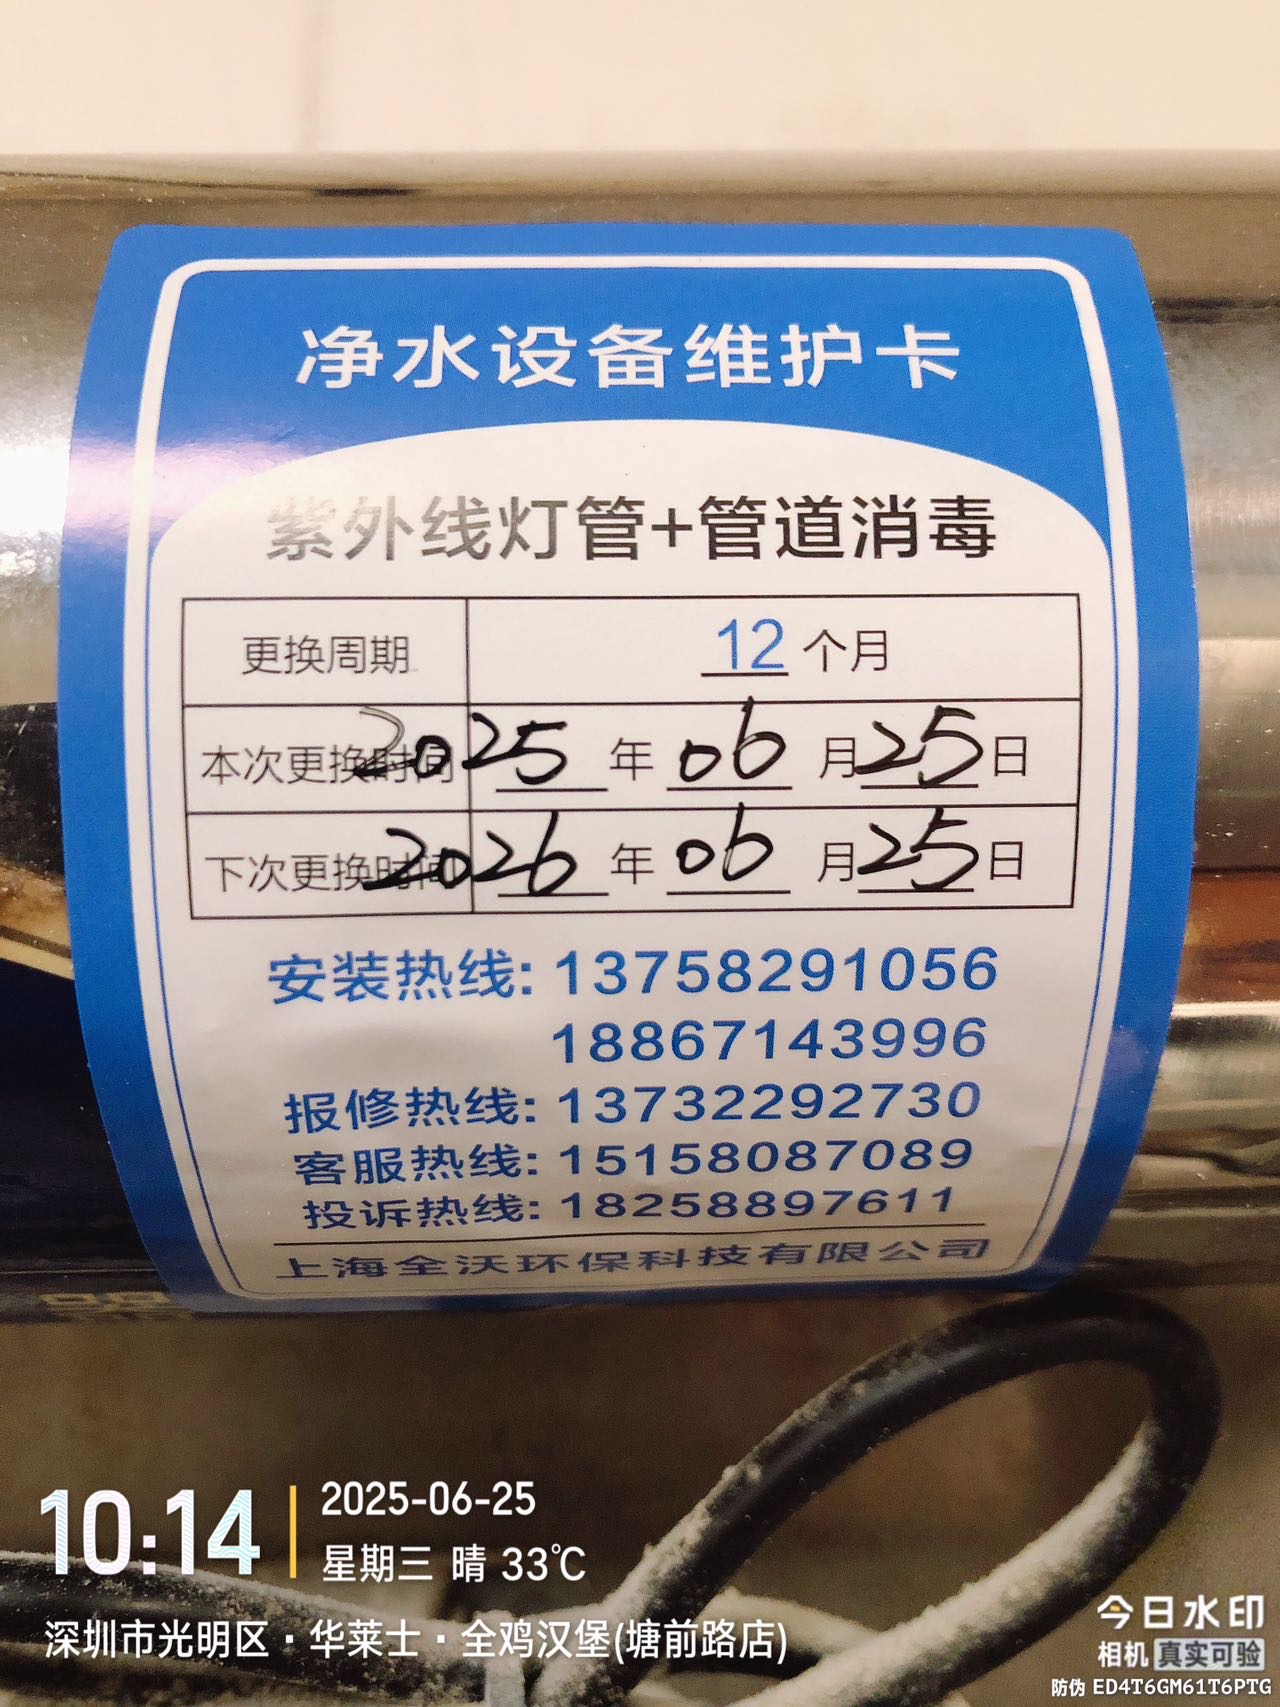 净水设备维护卡
紫外线灯管+管道消毒
更换周期 12 个月
本次更换时间 2025 年 06 月 25 日
下次更换时间 2026 年 06 月 25 日
安装热线: 13758291056
18867143996
报修热线: 13732292730
客服热线: 15158087089
投诉热线: 18258897611
上海全沃环保科技有限公司
10:14 2025-06-25
星期三 晴 33℃
深圳市光明区·华莱士·全鸡汉堡(塘前路店)
今日水印
相机 真实可验
防伪 ED4T6GM61T6PTG